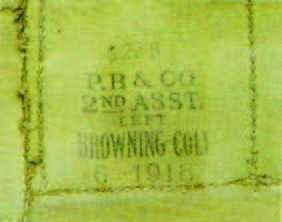 P.B & CO
2ND ASST.
LEFT
BROWNING COLT
6 1918